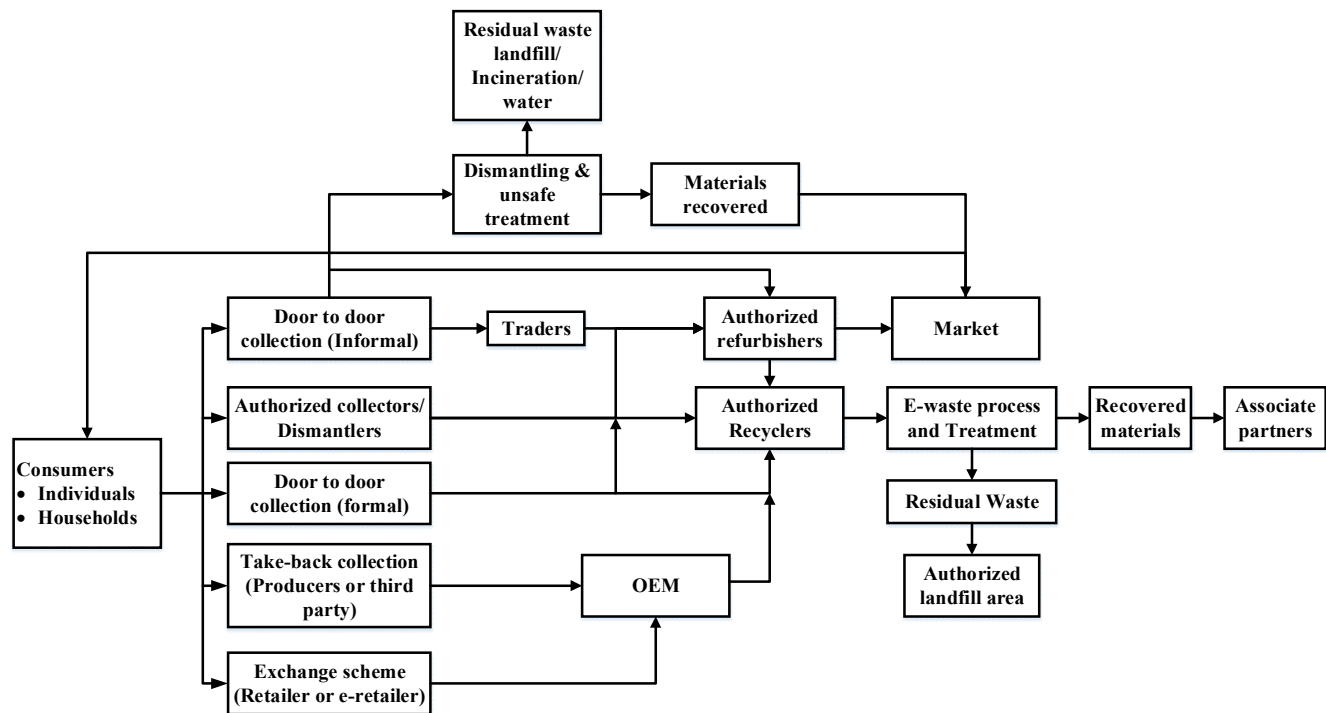 Residual waste
landfill/
Incineration/
water
Dismantling &
unsafe
treatment
Materials
recovered
Door to door
collection (Informal)
Traders
Authorized
refurbishers
Market
Authorized collectors/
Dismantlers
Authorized
Recyclers
E-waste process
and Treatment
Recovered
materials
Associate
partners
Consumers
• Individuals
• Households
Door to door
collection (formal)
Residual Waste
Take-back collection
(Producers or third
party)
OEM
Authorized
landfill area
Exchange scheme
(Retailer or e-retailer)